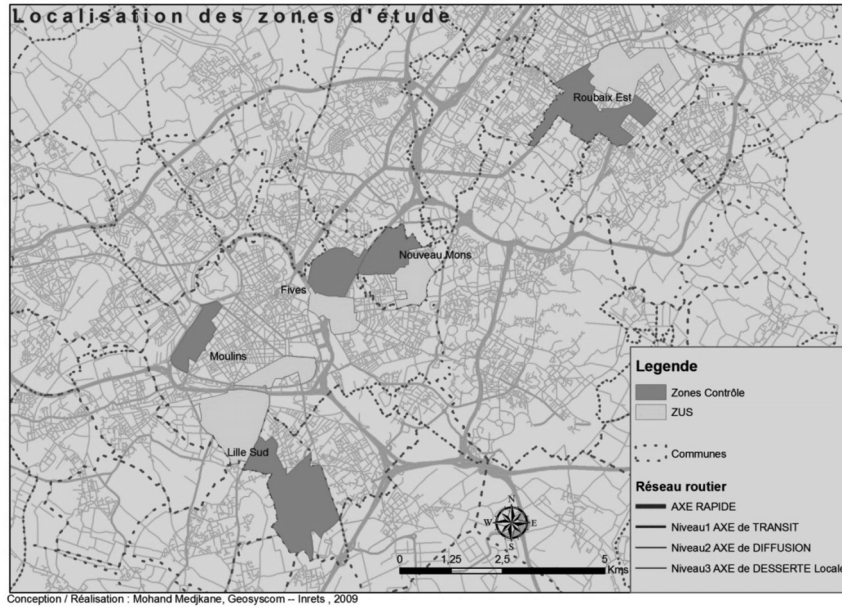 Localisation des zones d'étude
Roubaix Est
Nouveau Mons
Fives
Moulins
Lille Sud
Legende
Zones Contrôle
ZUS
Communes
Réseau routier
AXE RAPIDE
Niveau1 AXE de TRANSIT
Niveau2 AXE de DIFFUSION
Niveau3 AXE de DESSERTE Locale
N
W E
S
0 1,25 2,5 5
Kms
Conception / Réalisation : Mohand Medjkane, Geosyscom -- Inrets , 2009